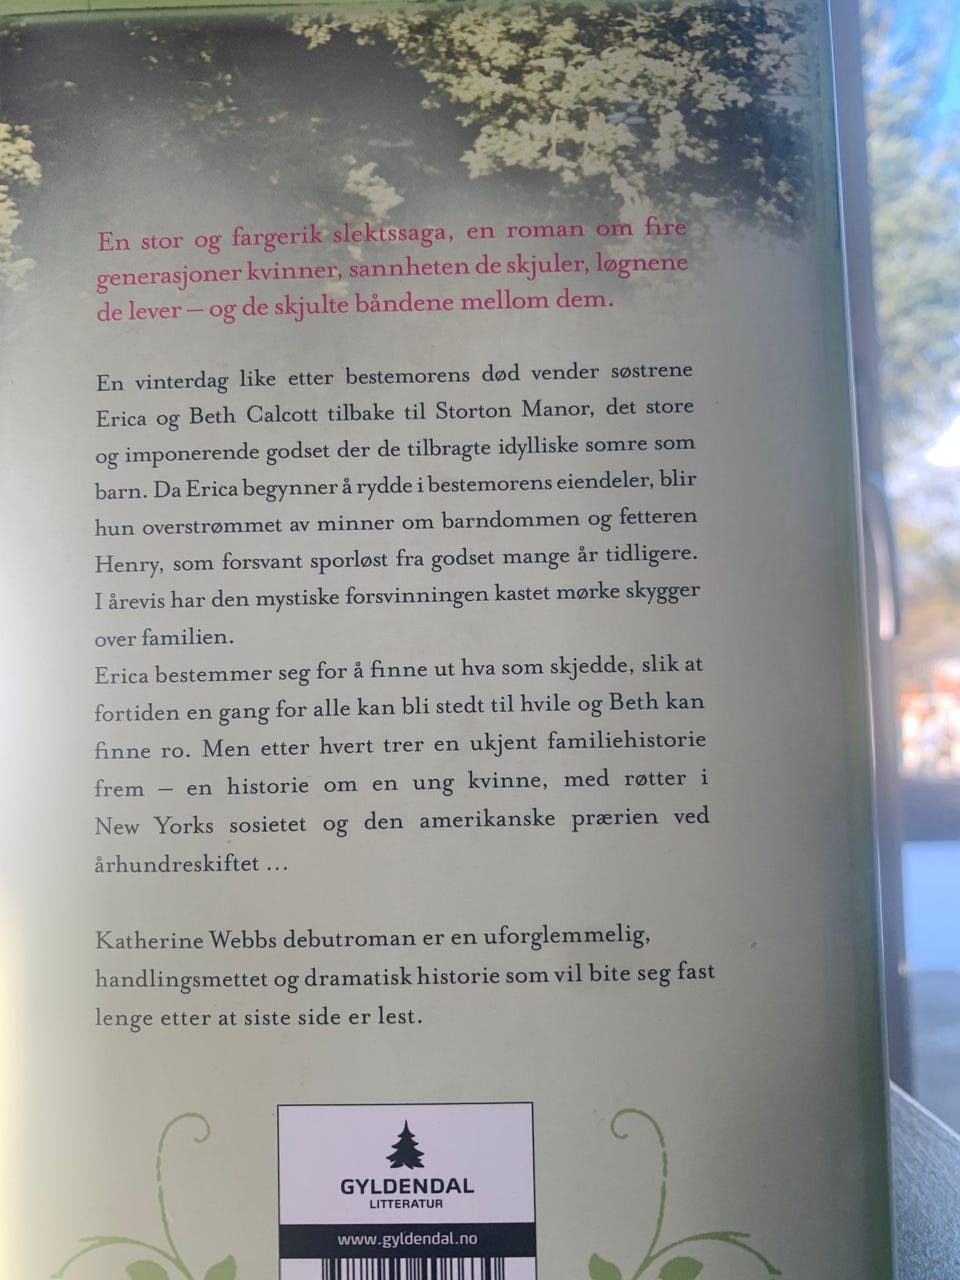 En stor og fargerik slektssaga, en roman om fire
generasjoner kvinner, sannheten de skjuler, løgnene
de lever – og de skjulte båndene mellom dem.
En vinterdag like etter bestemorens død vender søstrene
Erica og Beth Calcott tilbake til Storton Manor, det store
og imponerende godset der de tilbragte idylliske somre som
barn. Da Erica begynner å rydde i bestemorens eiendeler, blir
hun overstrømmet av minner om barndommen og fetteren
Henry, som forsvant sporløst fra godset mange år tidligere.
I årevis har den mystiske forsvinningen kastet mørke skygger
over familien.
Erica bestemmer seg for å finne ut hva som skjedde, slik at
fortiden en gang for alle kan bli stedt til hvile og Beth kan
finne ro. Men etter hvert trer en ukjent familiehistorie
frem – en historie om en ung kvinne, med røtter i
New Yorks sosietet og den amerikanske prærien ved
århundreskiftet ...
Katherine Webbs debutroman er en uforglemmelig,
handlingsmettet og dramatisk historie som vil bite seg fast
lenge etter at siste side er lest.
GYLDENDAL
LITTERATUR
www.gyldendal.no